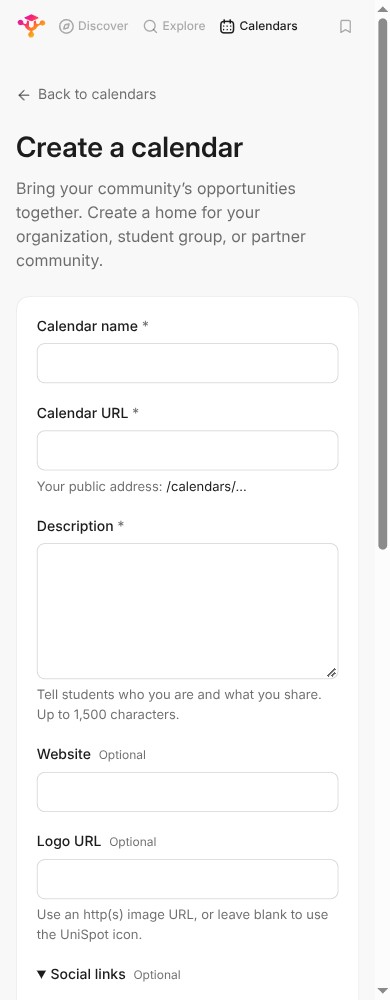 Discover Explore Calendars
Back to calendars
Create a calendar
Bring your community’s opportunities
together. Create a home for your
organization, student group, or partner
community.
Calendar name *
Calendar URL *
Your public address: /calendars/...
Description *
Tell students who you are and what you share.
Up to 1,500 characters.
Website Optional
Logo URL Optional
Use an http(s) image URL, or leave blank to use
the UniSpot icon.
Social links Optional